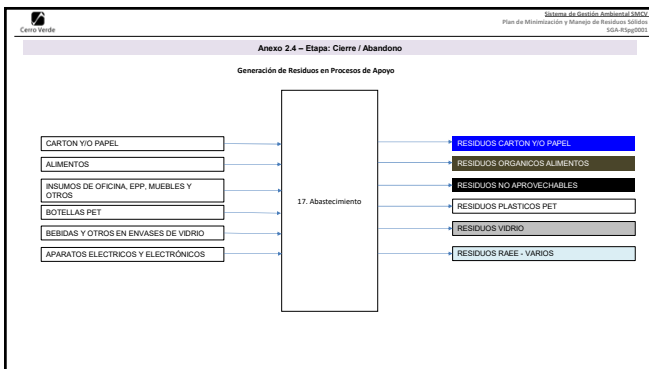 Cerro Verde
Sistema de Gestión Ambiental SMCV
Plan de Minimización y Manejo de Residuos Sólidos
SGA-RSpg0001
Anexo 2.4 – Etapa: Cierre / Abandono
Generación de Residuos en Procesos de Apoyo
CARTON Y/O PAPEL
ALIMENTOS
INSUMOS DE OFICINA, EPP, MUEBLES Y
OTROS
BOTELLAS PET
BEBIDAS Y OTROS EN ENVASES DE VIDRIO
APARATOS ELECTRICOS Y ELECTRÓNICOS
17. Abastecimiento
RESIDUOS CARTON Y/O PAPEL
RESIDUOS ORGANICOS ALIMENTOS
RESIDUOS NO APROVECHABLES
RESIDUOS PLASTICOS PET
RESIDUOS VIDRIO
RESIDUOS RAEE - VARIOS